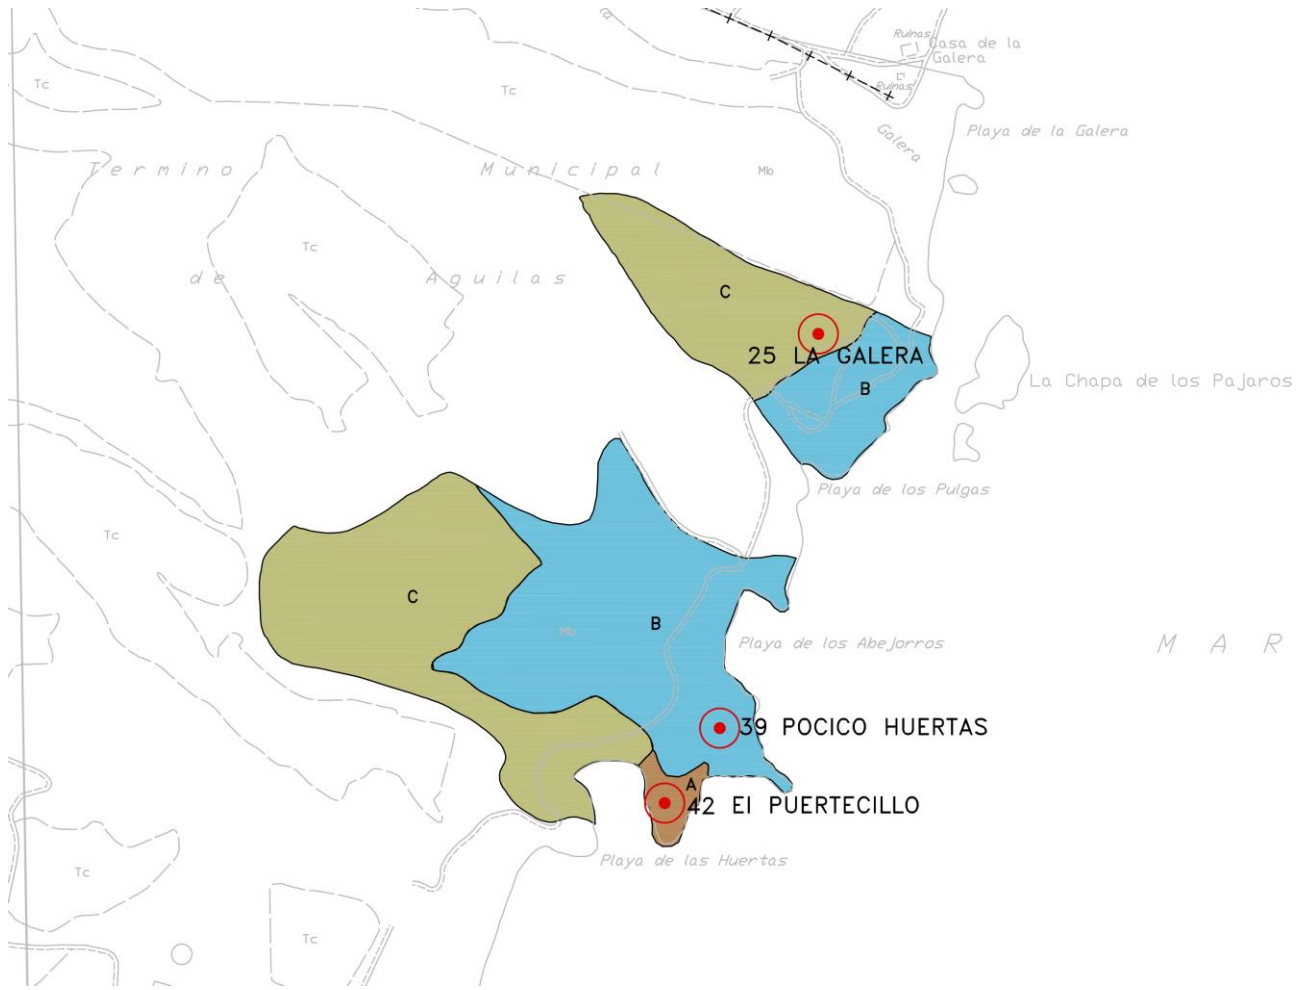 Ruinas
Casa de la
Galera
Ruinas
Tc
Tc
Galera
Playa de la Galera
Termino Municipal
Mb
Tc
de Aguilas
C
25 LA GALERA
B
La Chapa de los Pajaros
Playa de los Pulgas
Tc
C
B
Mb
Playa de los Abejorros
M A R
39 POCICO HUERTAS
A
42 El PUERTECILLO
Playa de las Huertas
Tc
Tc